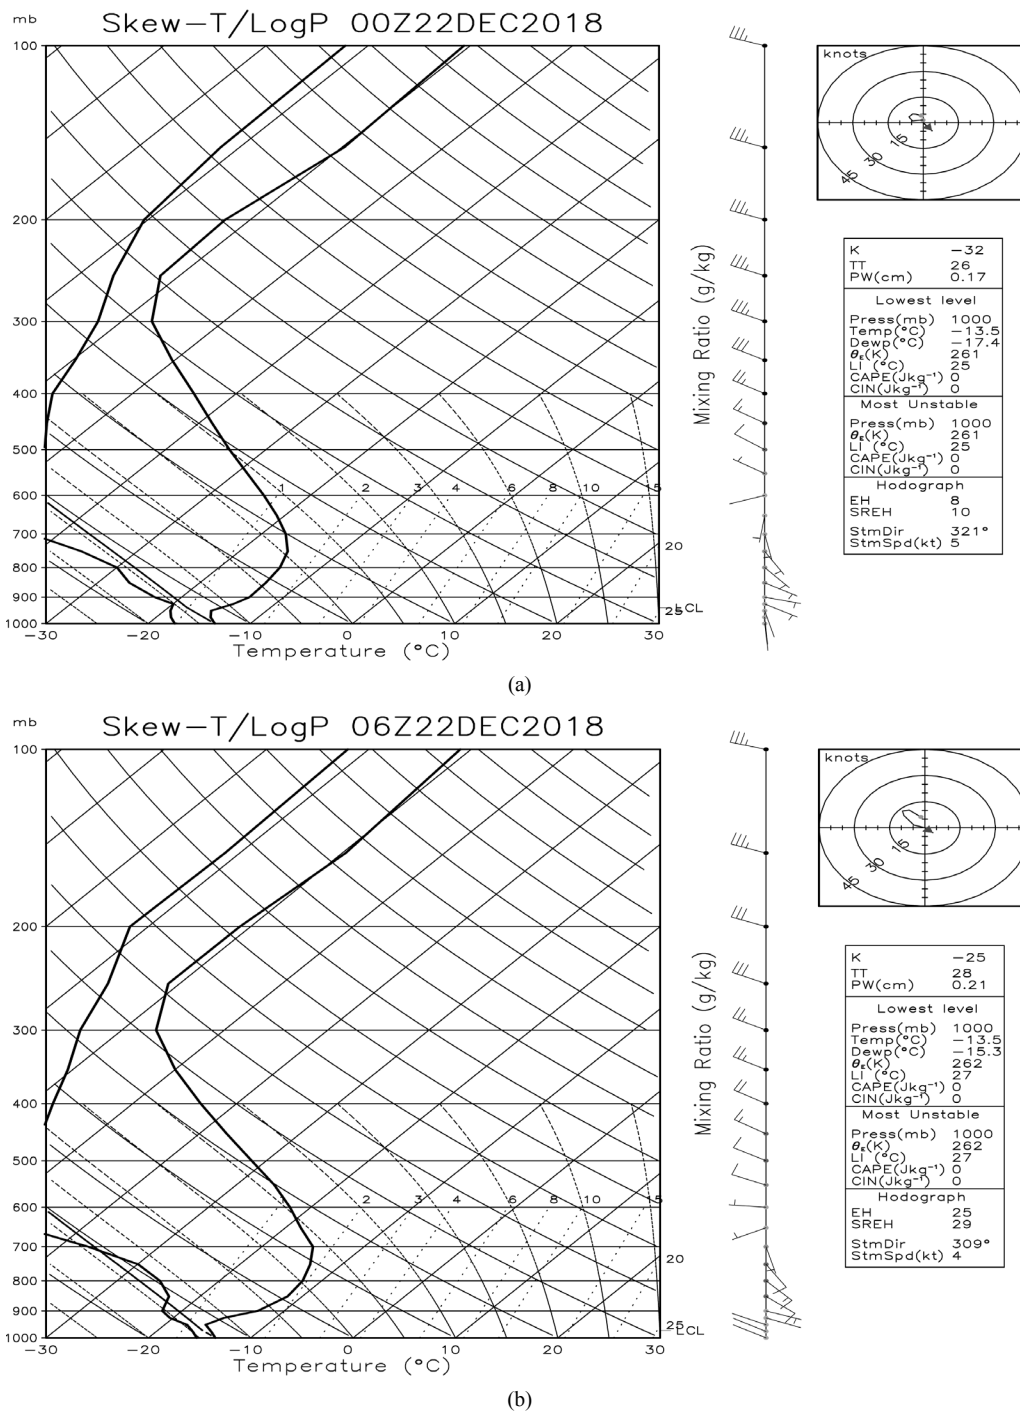 mb
Skew-T/LogP 00Z22DEC2018
100
200
300
400
500
600
700
800
900
1000
-30
-20
-10
0
10
20
30
Temperature (°C)
1
2
3
4
6
8
10
15
20
25
LCL
Mixing Ratio (g/kg)
knots
15
30
45
K -32
TT 26
PW(cm) 0.17
Lowest level
Press(mb) 1000
Temp(°C) -13.5
Dewp(°C) -17.4
θE(K) 261
LI (°C) 25
CAPE(Jkg⁻¹) 0
CIN(Jkg⁻¹) 0
Most Unstable
Press(mb) 1000
θE(K) 261
LI (°C) 25
CAPE(Jkg⁻¹) 0
CIN(Jkg⁻¹) 0
Hodograph
EH 8
SREH 10
StmDir 321°
StmSpd(kt) 5
(a)
mb
Skew-T/LogP 06Z22DEC2018
100
200
300
400
500
600
700
800
900
1000
-30
-20
-10
0
10
20
30
Temperature (°C)
2
3
4
6
8
10
15
20
25
LCL
Mixing Ratio (g/kg)
knots
15
30
45
K -25
TT 28
PW(cm) 0.21
Lowest level
Press(mb) 1000
Temp(°C) -13.5
Dewp(°C) -15.3
θE(K) 262
LI (°C) 27
CAPE(Jkg⁻¹) 0
CIN(Jkg⁻¹) 0
Most Unstable
Press(mb) 1000
θE(K) 262
LI (°C) 27
CAPE(Jkg⁻¹) 0
CIN(Jkg⁻¹) 0
Hodograph
EH 25
SREH 29
StmDir 309°
StmSpd(kt) 4
(b)